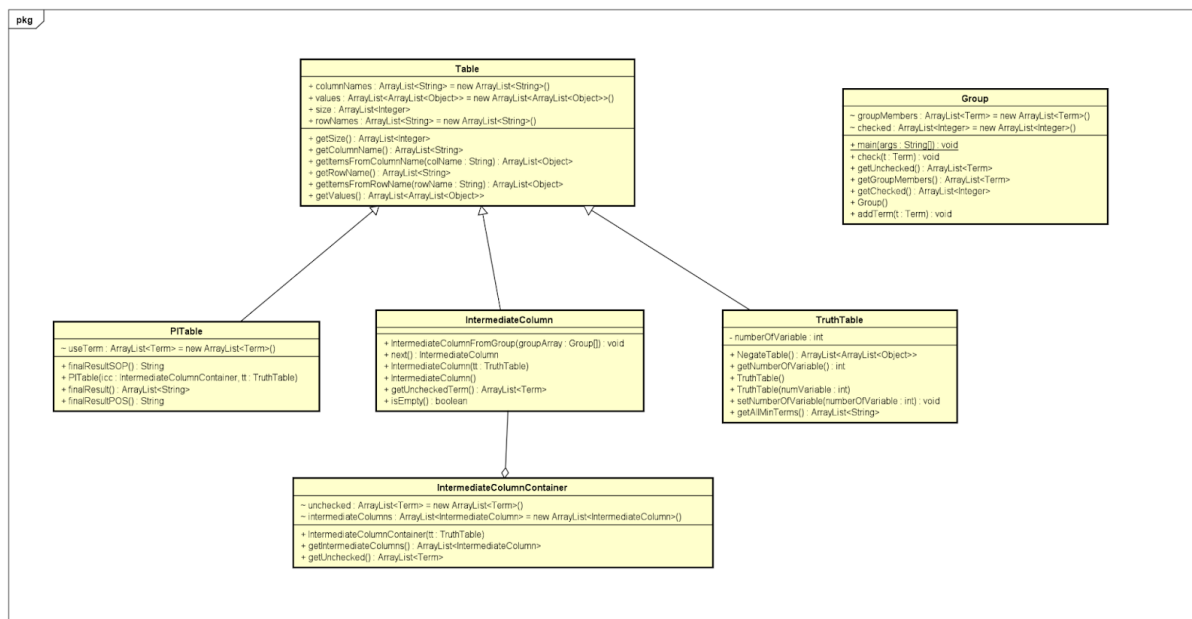 pkg
Table
+ columnNames : ArrayList<String> = new ArrayList<String>()
+ values : ArrayList<ArrayList<Object>> = new ArrayList<ArrayList<Object>>()
+ size : ArrayList<Integer>
+ rowNames : ArrayList<String> = new ArrayList<String>()
+ getSize() : ArrayList<Integer>
+ getColumnName() : ArrayList<String>
+ getItemsFromColumnName(colName : String) : ArrayList<Object>
+ getRowName() : ArrayList<String>
+ getItemsFromRowName(rowName : String) : ArrayList<Object>
+ getValues() : ArrayList<ArrayList<Object>>
Group
~ groupMembers : ArrayList<Term> = new ArrayList<Term>()
~ checked : ArrayList<Integer> = new ArrayList<Integer>()
+ main(args : String[]) : void
+ check(t : Term) : void
+ getUnchecked() : ArrayList<Term>
+ getGroupMembers() : ArrayList<Term>
+ getChecked() : ArrayList<Integer>
+ Group()
+ addTerm(t : Term) : void
PITable
~ useTerm : ArrayList<Term> = new ArrayList<Term>()
+ finalResultSOP() : String
+ PITable(icc : IntermediateColumnContainer, tt : TruthTable)
+ finalResult() : ArrayList<String>
+ finalResultPOS() : String
IntermediateColumn
+ IntermediateColumnFromGroup(groupArray : Group[]) : void
+ next() : IntermediateColumn
+ IntermediateColumn(tt : TruthTable)
+ IntermediateColumn()
+ getUncheckedTerm() : ArrayList<Term>
+ isEmpty() : boolean
TruthTable
- numberOfVariable : int
+ NegateTable() : ArrayList<ArrayList<Object>>
+ getNumberOfVariable() : int
+ TruthTable()
+ TruthTable(numVariable : int)
+ setNumberOfVariable(numberOfVariable : int) : void
+ getAllMinTerms() : ArrayList<String>
IntermediateColumnContainer
~ unchecked : ArrayList<Term> = new ArrayList<Term>()
~ intermediateColumns : ArrayList<IntermediateColumn> = new ArrayList<IntermediateColumn>()
+ IntermediateColumnContainer(tt : TruthTable)
+ getIntermediateColumns() : ArrayList<IntermediateColumn>
+ getUnchecked() : ArrayList<Term>